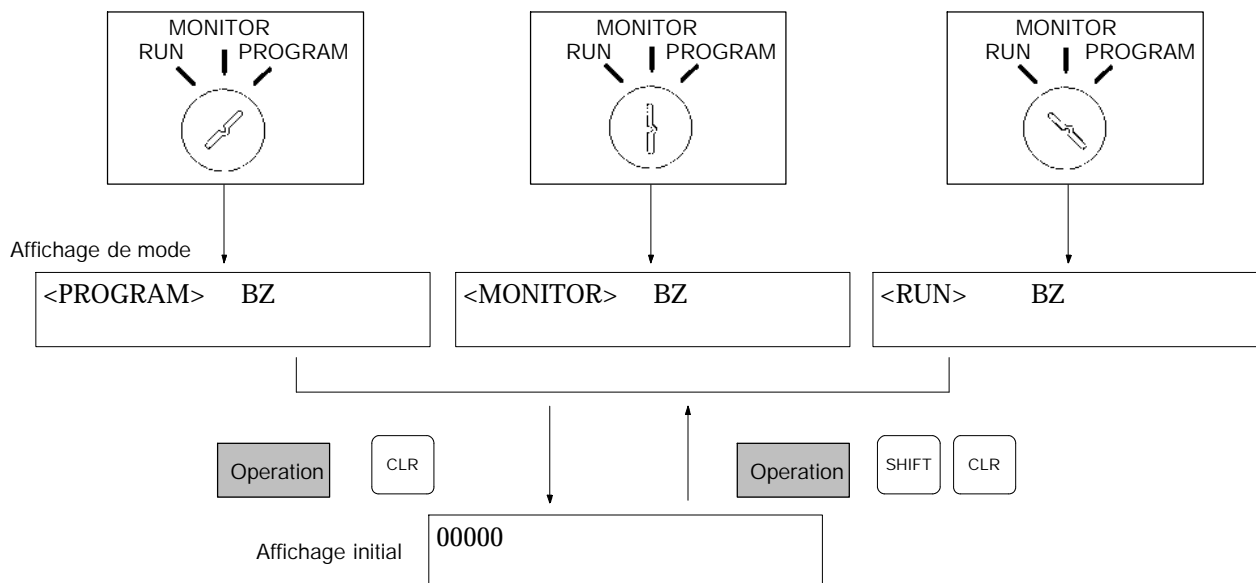 MONITOR
RUN PROGRAM
MONITOR
RUN PROGRAM
MONITOR
RUN PROGRAM
Affichage de mode
<PROGRAM> BZ
<MONITOR> BZ
<RUN> BZ
Operation CLR
Operation SHIFT CLR
Affichage initial 00000